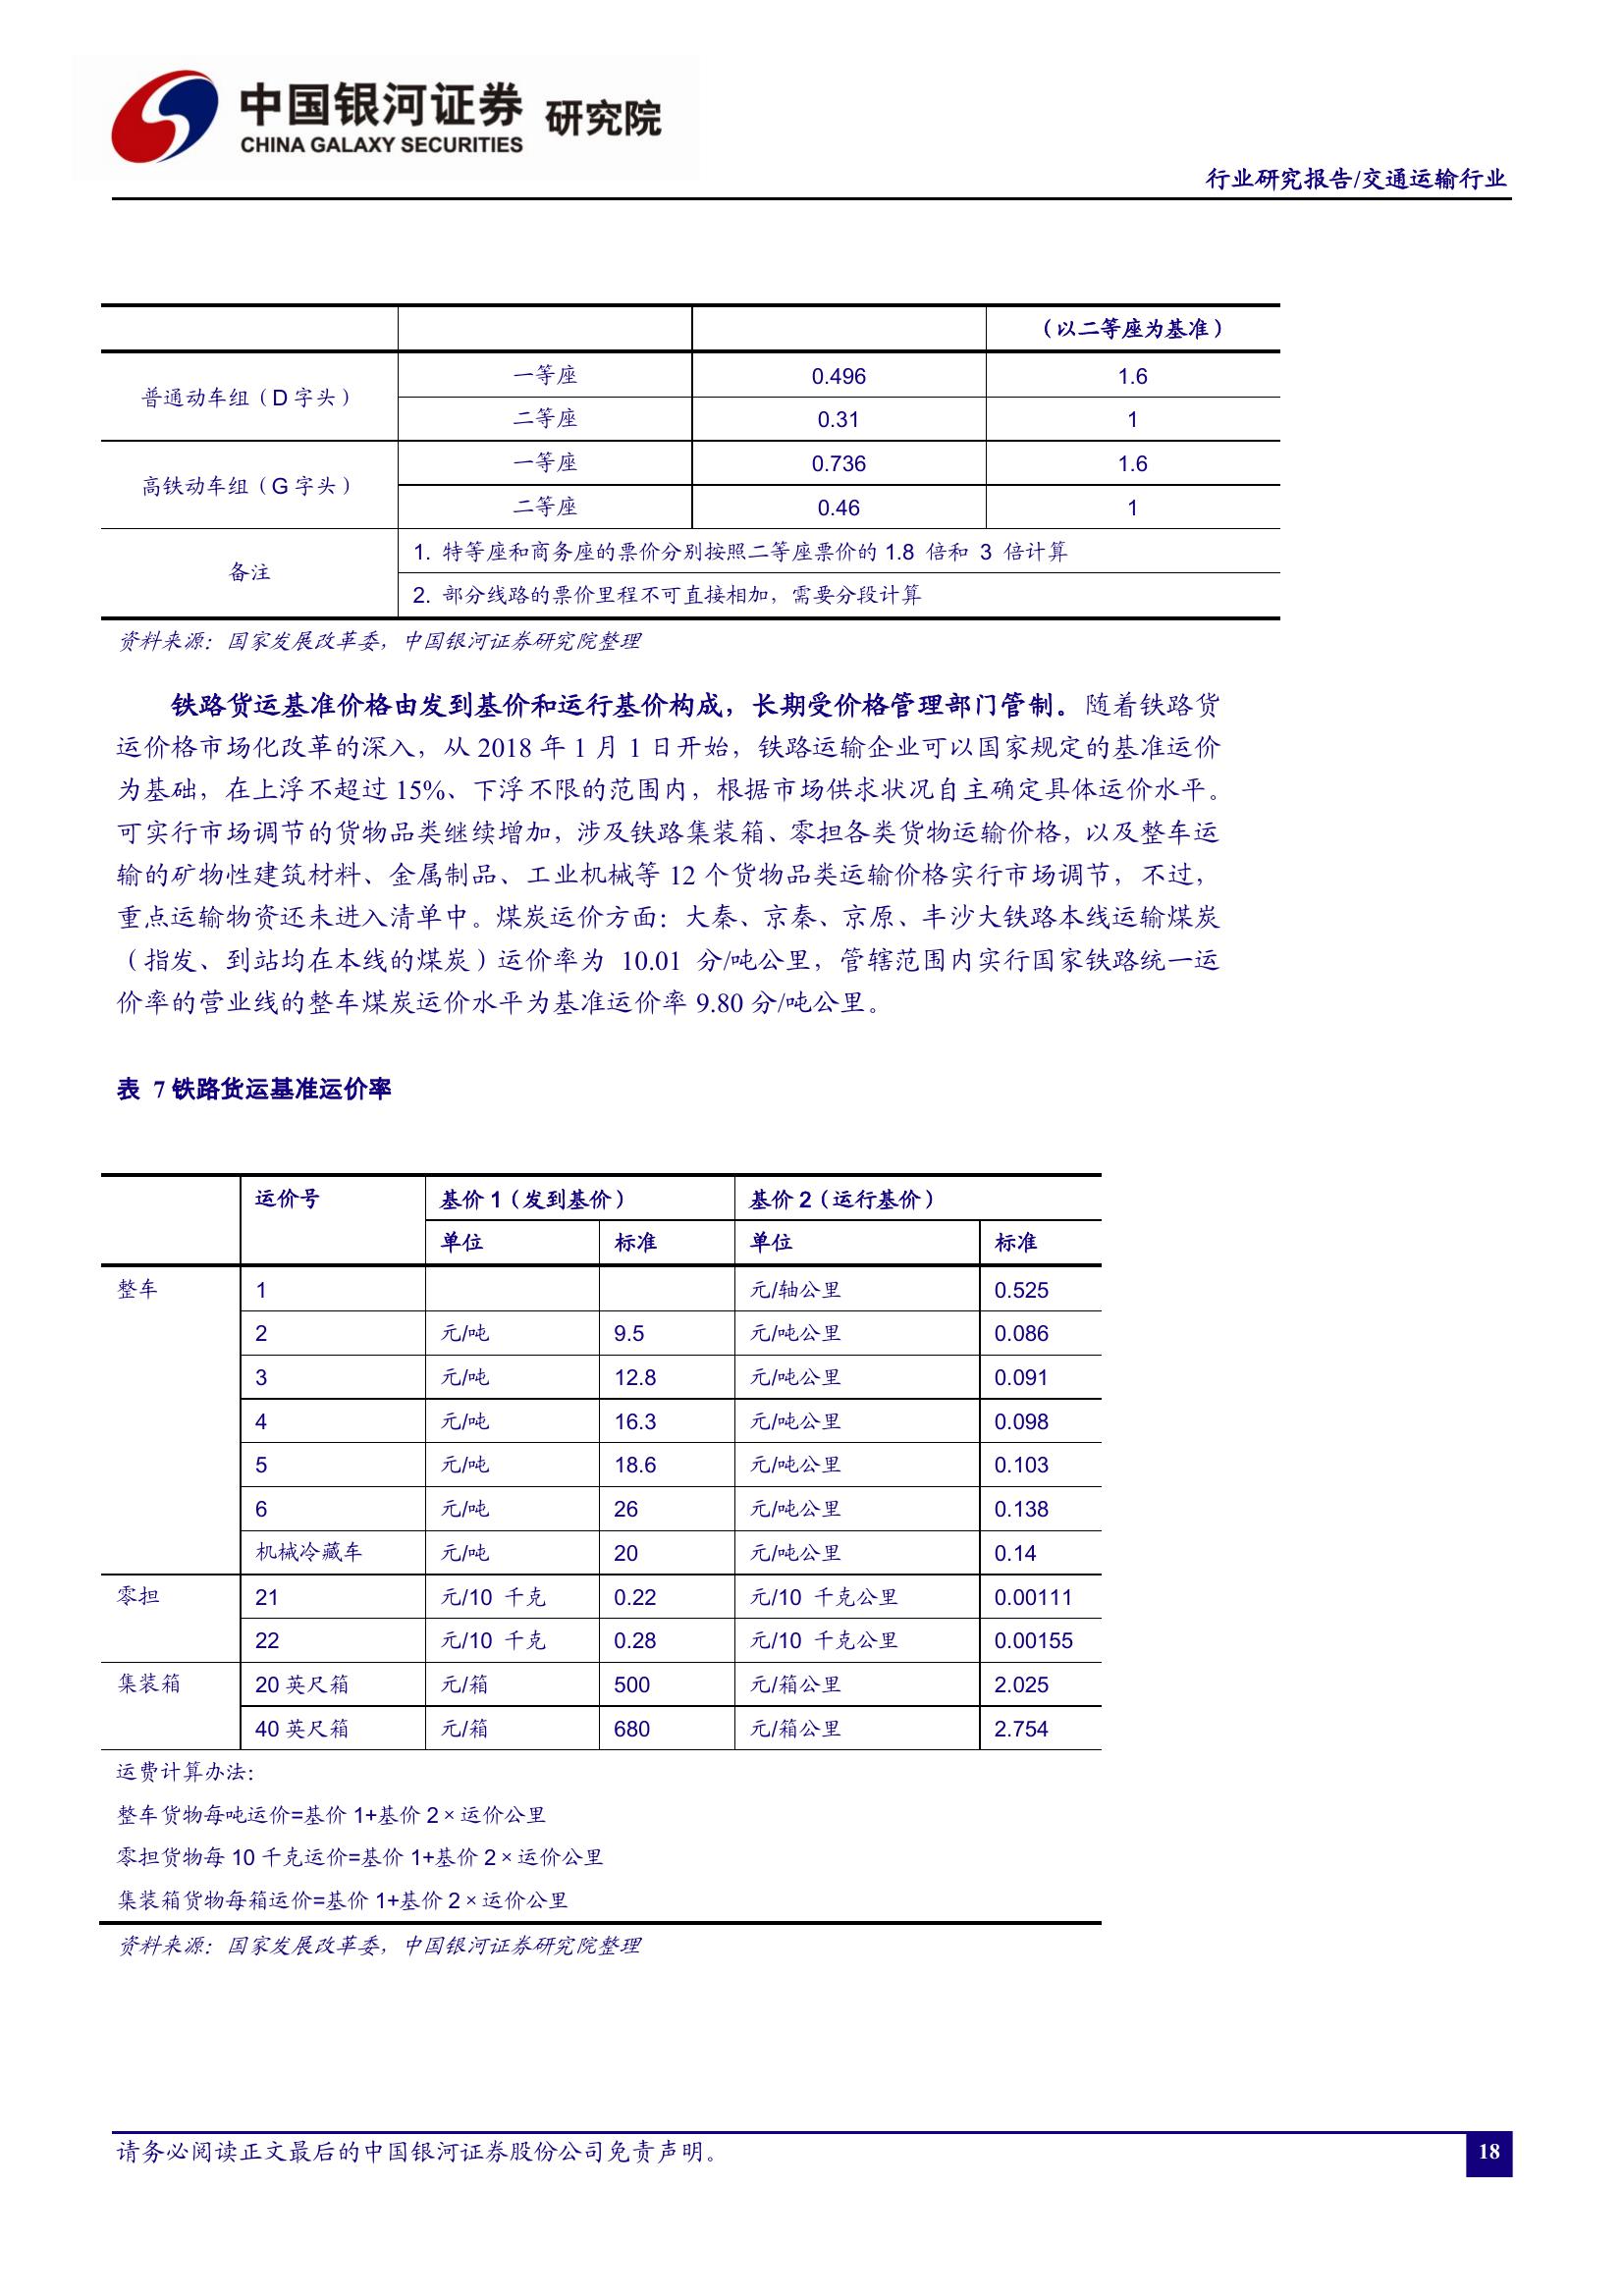 中国银河证券 研究院
CHINA GALAXY SECURITIES
行业研究报告/交通运输行业
（以二等座为基准）
普通动车组（D 字头） 一等座 0.496 1.6
二等座 0.31 1
高铁动车组（G 字头） 一等座 0.736 1.6
二等座 0.46 1
备注 1. 特等座和商务座的票价分别按照二等座票价的 1.8 倍和 3 倍计算
2. 部分线路的票价里程不可直接相加，需要分段计算
资料来源：国家发展改革委，中国银河证券研究院整理
铁路货运基准价格由发到基价和运行基价构成，长期受价格管理部门管制。随着铁路货
运价格市场化改革的深入，从 2018 年 1 月 1 日开始，铁路运输企业可以国家规定的基准运价
为基础，在上浮不超过 15%、下浮不限的范围内，根据市场供求状况自主确定具体运价水平。
可实行市场调节的货物品类继续增加，涉及铁路集装箱、零担各类货物运输价格，以及整车运
输的矿物性建筑材料、金属制品、工业机械等 12 个货物品类运输价格实行市场调节，不过，
重点运输物资还未进入清单中。煤炭运价方面：大秦、京秦、京原、丰沙大铁路本线运输煤炭
（指发、到站均在本线的煤炭）运价率为 10.01 分/吨公里，管辖范围内实行国家铁路统一运
价率的营业线的整车煤炭运价水平为基准运价率 9.80 分/吨公里。
表 7 铁路货运基准运价率
运价号 基价 1（发到基价） 基价 2（运行基价）
单位 标准 单位 标准
整车 1 元/轴公里 0.525
2 元/吨 9.5 元/吨公里 0.086
3 元/吨 12.8 元/吨公里 0.091
4 元/吨 16.3 元/吨公里 0.098
5 元/吨 18.6 元/吨公里 0.103
6 元/吨 26 元/吨公里 0.138
机械冷藏车 元/吨 20 元/吨公里 0.14
零担 21 元/10 千克 0.22 元/10 千克公里 0.00111
22 元/10 千克 0.28 元/10 千克公里 0.00155
集装箱 20 英尺箱 元/箱 500 元/箱公里 2.025
40 英尺箱 元/箱 680 元/箱公里 2.754
运费计算办法：
整车货物每吨运价=基价 1+基价 2×运价公里
零担货物每 10 千克运价=基价 1+基价 2×运价公里
集装箱货物每箱运价=基价 1+基价 2×运价公里
资料来源：国家发展改革委，中国银河证券研究院整理
请务必阅读正文最后的中国银河证券股份公司免责声明。
18